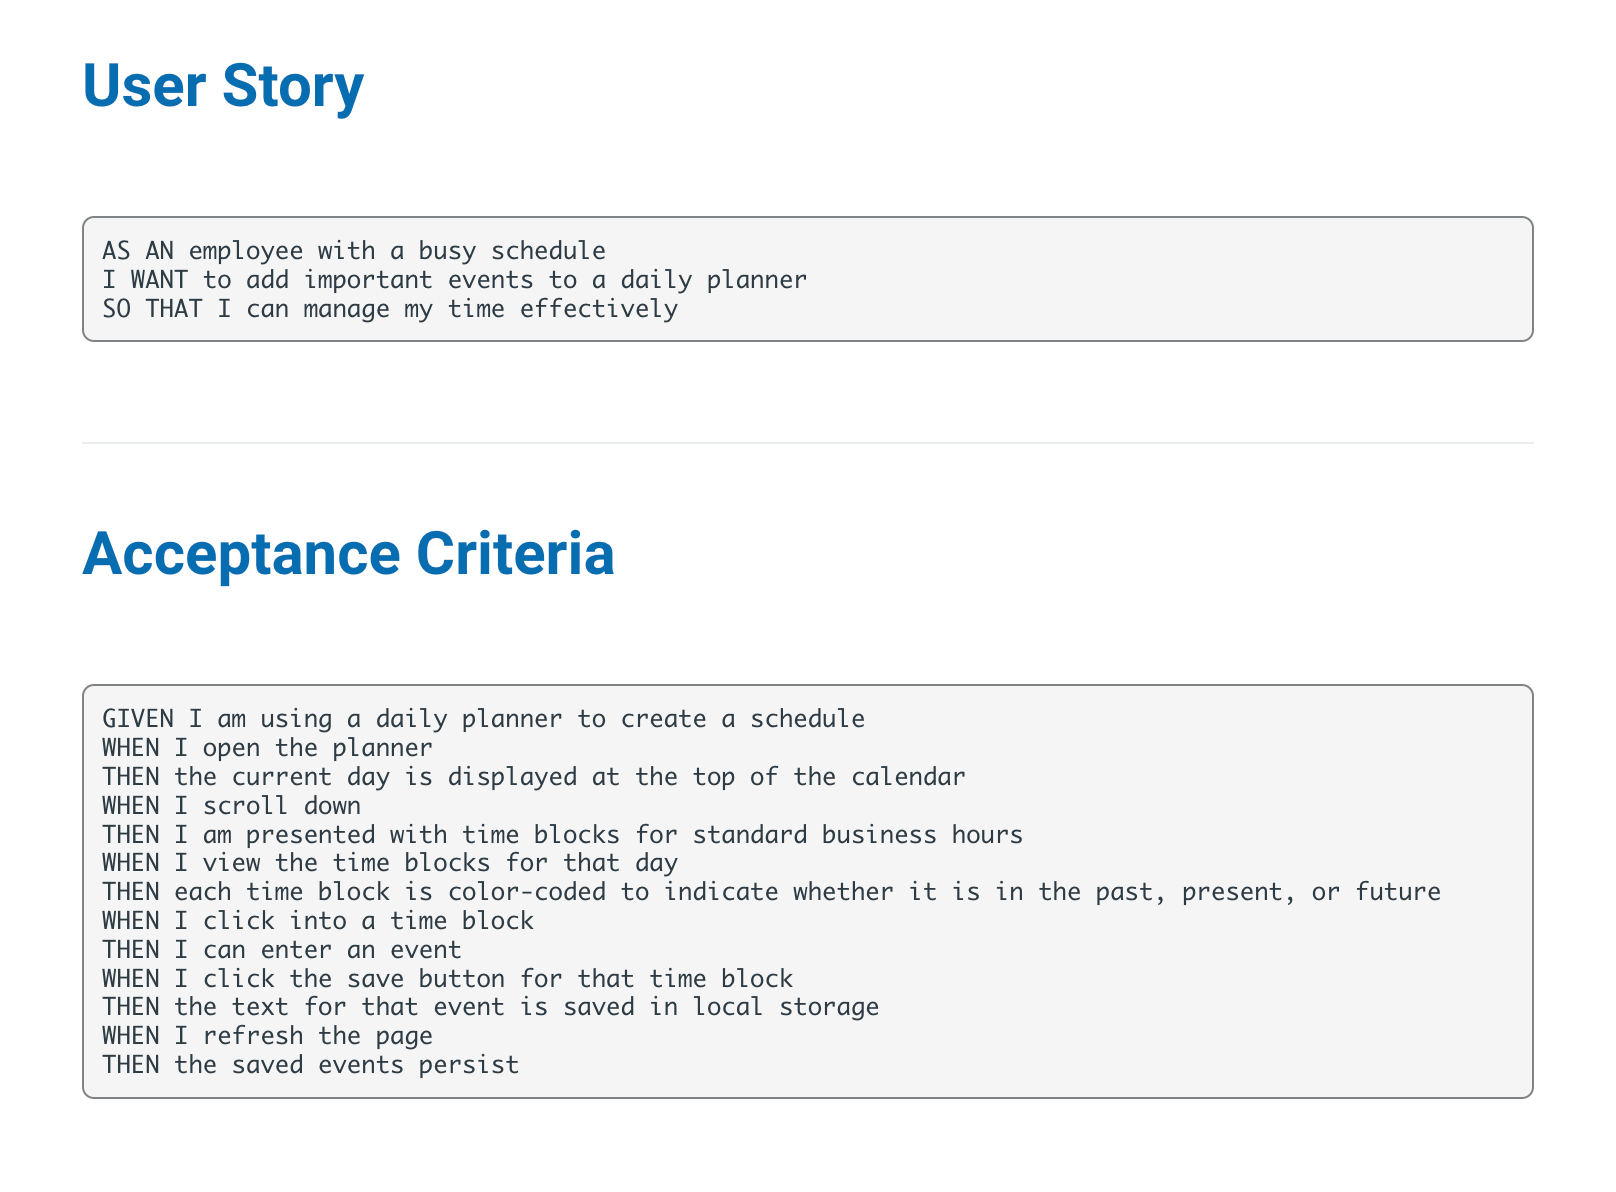 User Story
AS AN employee with a busy schedule
I WANT to add important events to a daily planner
SO THAT I can manage my time effectively
Acceptance Criteria
GIVEN I am using a daily planner to create a schedule
WHEN I open the planner
THEN the current day is displayed at the top of the calendar
WHEN I scroll down
THEN I am presented with time blocks for standard business hours
WHEN I view the time blocks for that day
THEN each time block is color-coded to indicate whether it is in the past, present, or future
WHEN I click into a time block
THEN I can enter an event
WHEN I click the save button for that time block
THEN the text for that event is saved in local storage
WHEN I refresh the page
THEN the saved events persist